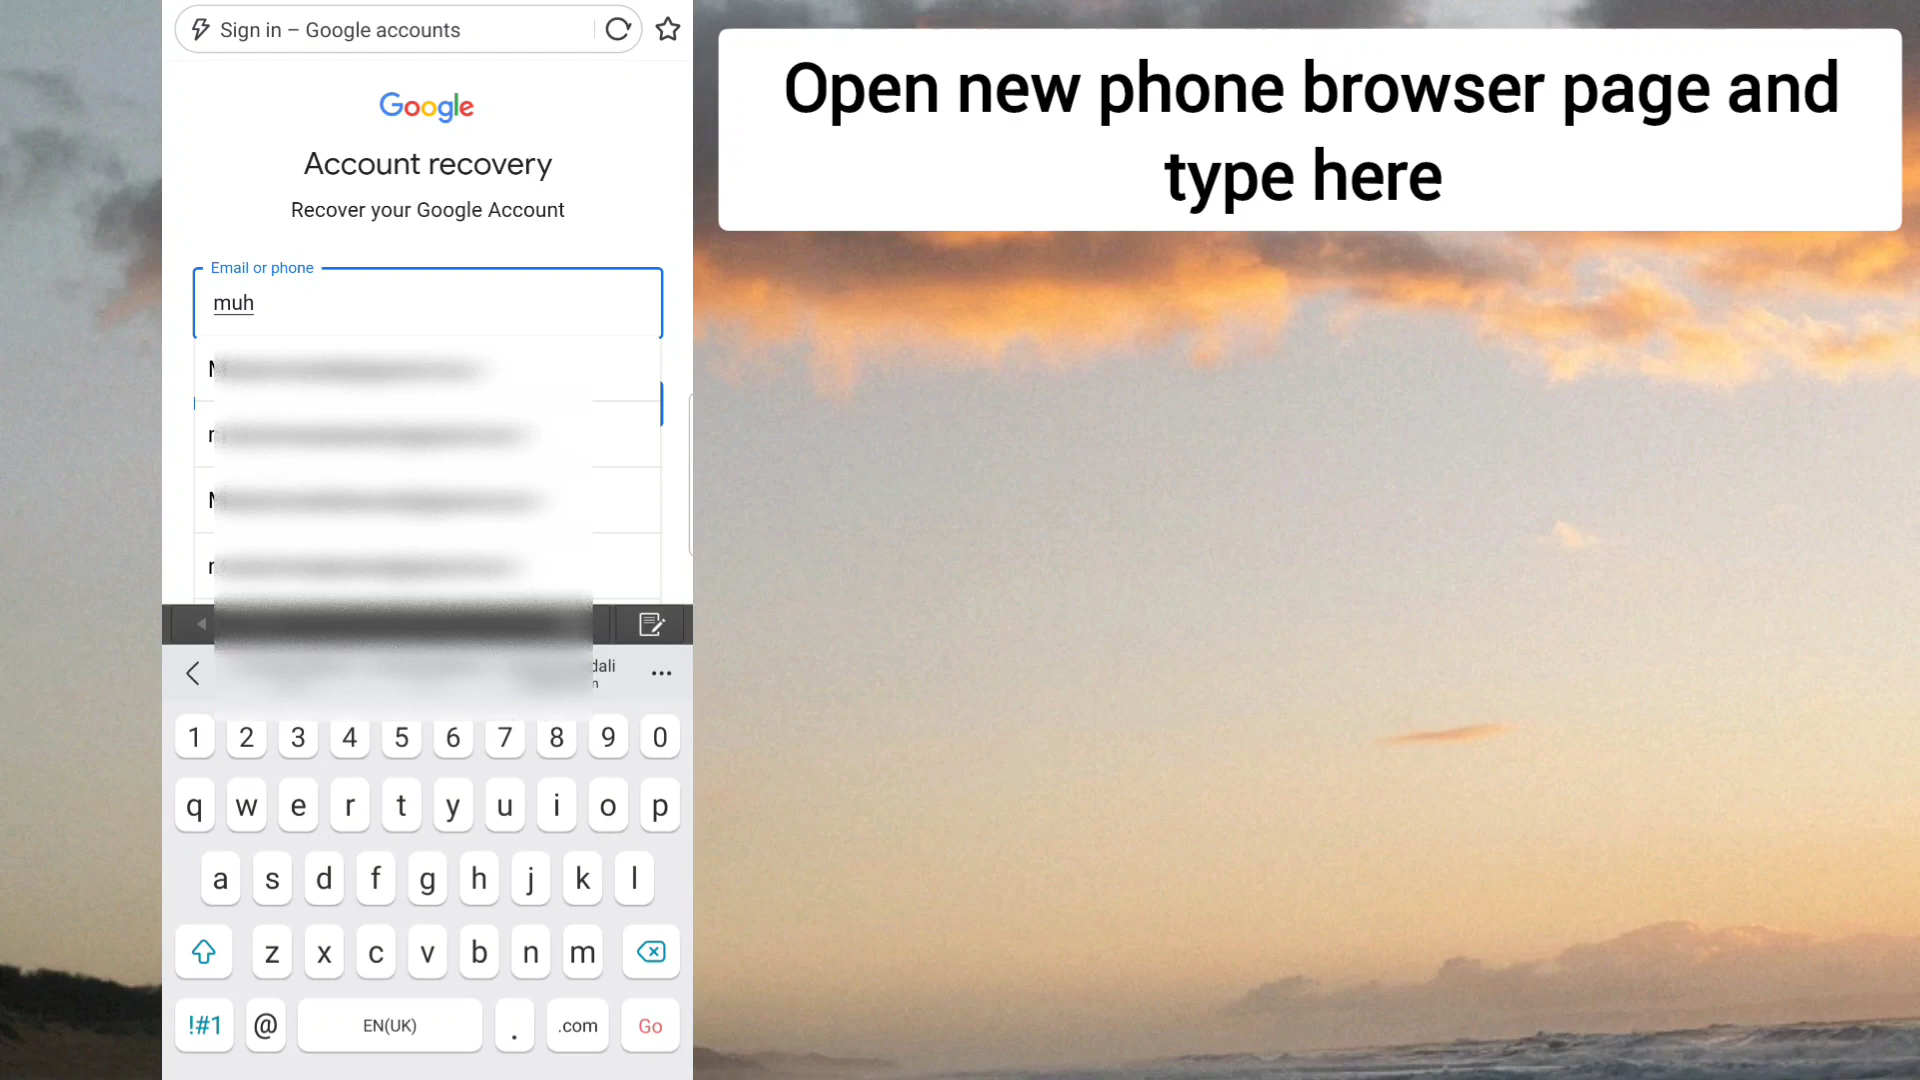 Sign in – Google accounts
Open new phone browser page and
type here
Google
Account recovery
Recover your Google Account
Email or phone
muh
dali
1 2 3 4 5 6 7 8 9 0
q w e r t y u i o p
a s d f g h j k l
z x c v b n m
!#1 @ EN(UK) . .com Go